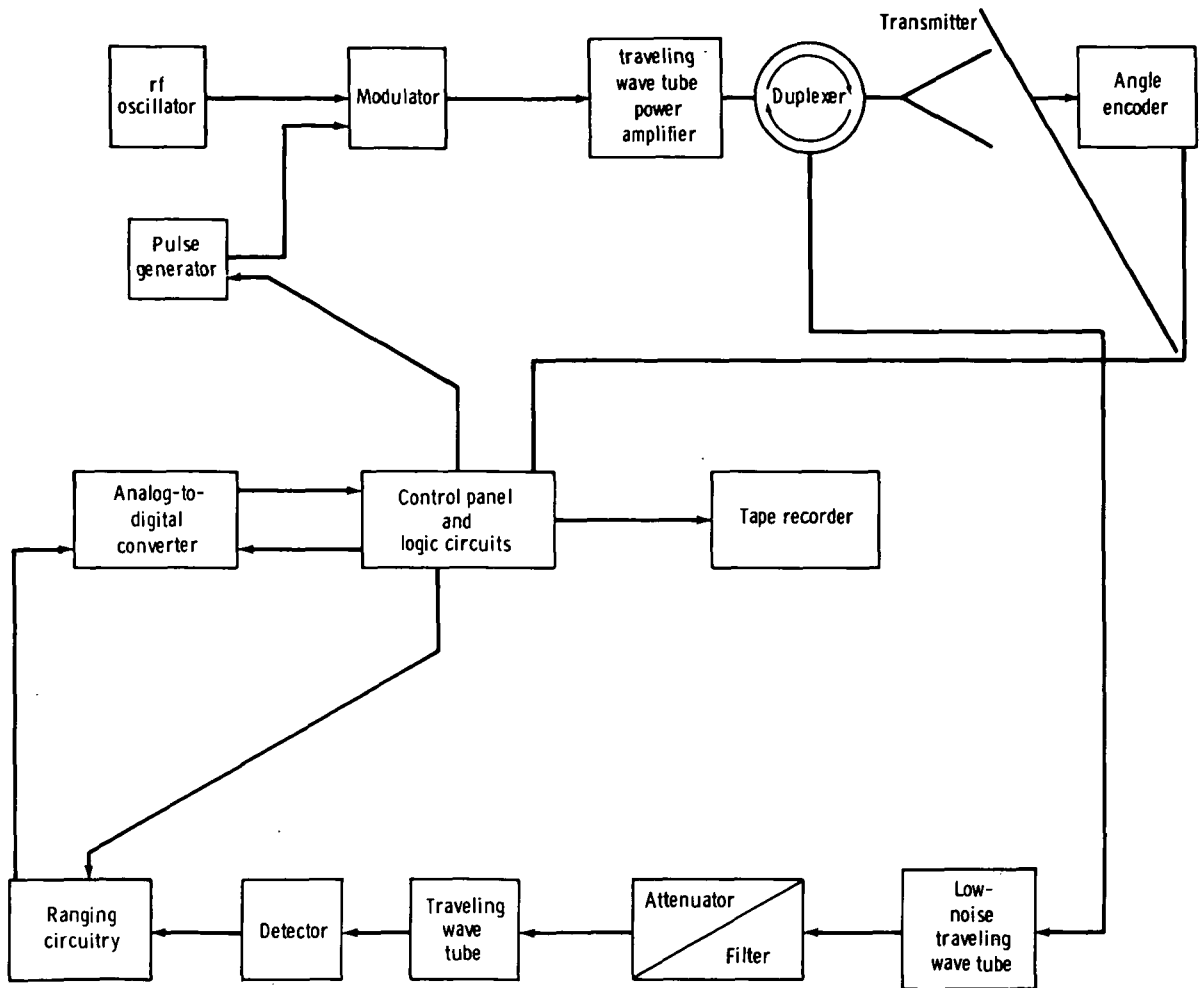 rf
oscillator
Modulator
traveling
wave tube
power
amplifier
Duplexer
Transmitter
Angle
encoder
Pulse
generator
Analog-to-
digital
converter
Control panel
and
logic circuits
Tape recorder
Ranging
circuitry
Detector
Traveling
wave
tube
Attenuator
Filter
Low-
noise
traveling
wave tube